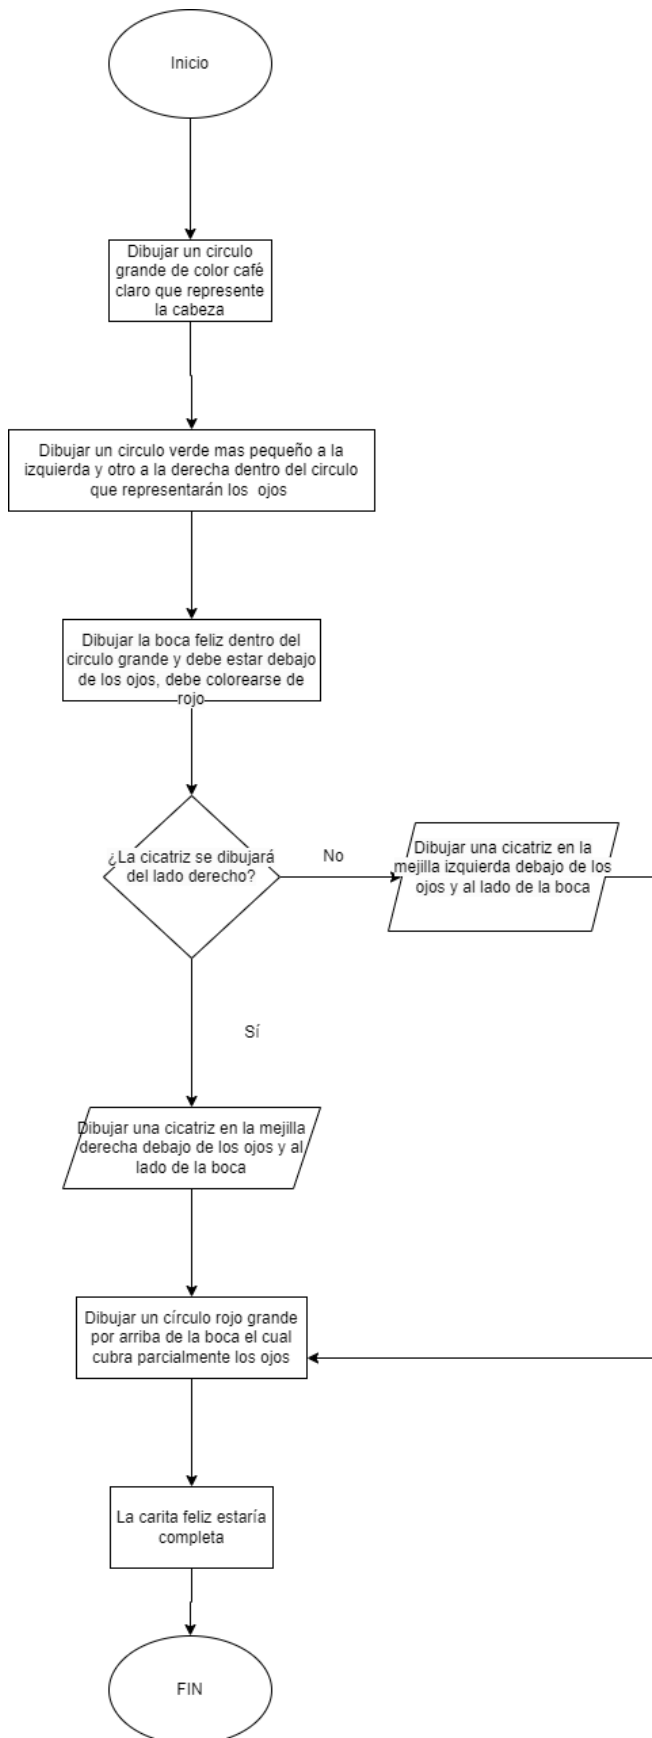 Inicio
Dibujar un circulo
grande de color café
claro que represente
la cabeza
Dibujar un circulo verde mas pequeño a la
izquierda y otro a la derecha dentro del circulo
que representarán los ojos
Dibujar la boca feliz dentro del
circulo grande y debe estar debajo
de los ojos, debe colorearse de
rojo
¿La cicatriz se dibujará
del lado derecho?
No
Dibujar una cicatriz en la
mejilla izquierda debajo de los
ojos y al lado de la boca
Sí
Dibujar una cicatriz en la mejilla
derecha debajo de los ojos y al
lado de la boca
Dibujar un círculo rojo grande
por arriba de la boca el cual
cubra parcialmente los ojos
La carita feliz estaría
completa
FIN